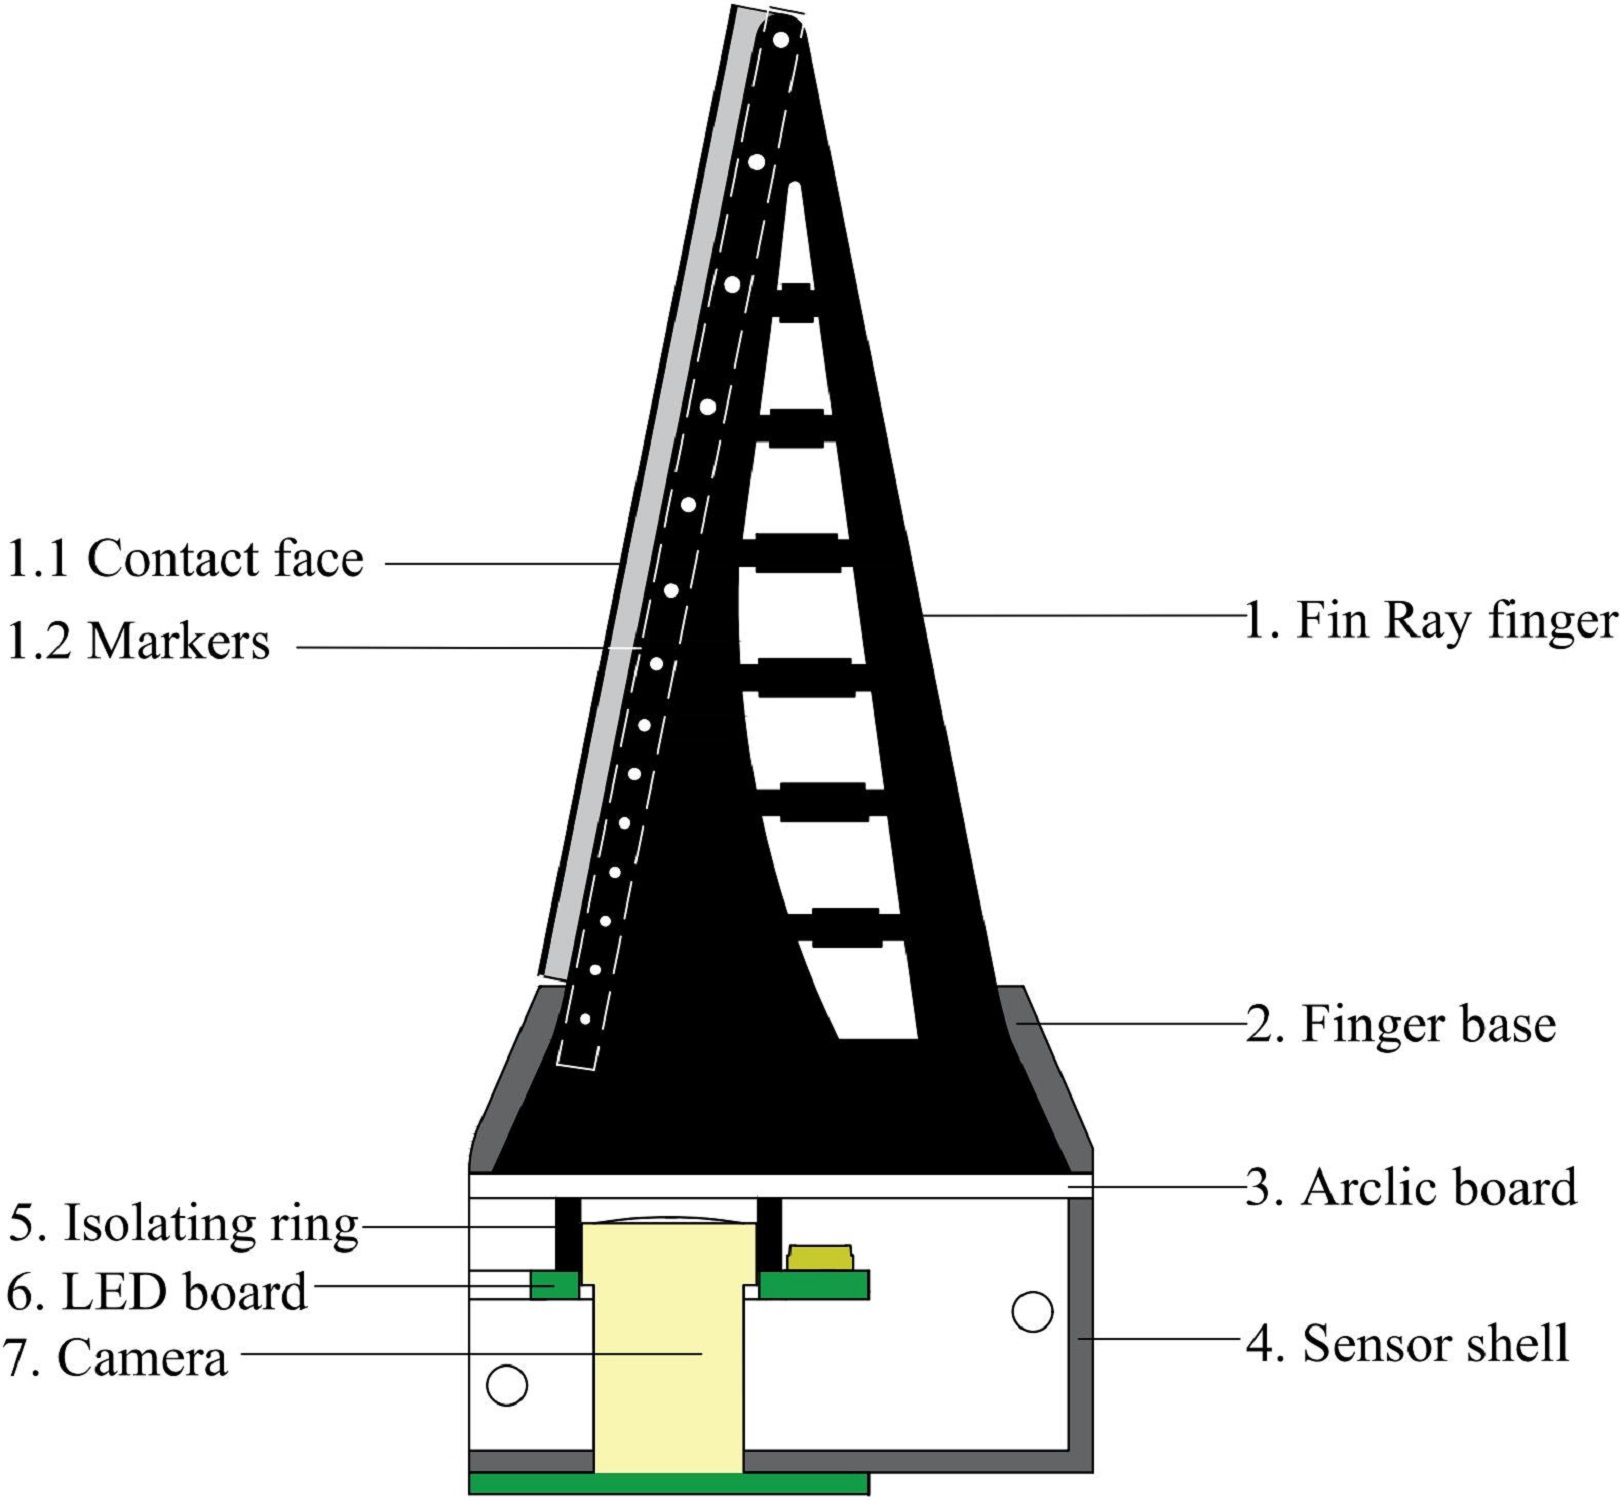 1.1 Contact face
1.2 Markers
1. Fin Ray finger
2. Finger base
3. Arclic board
5. Isolating ring
6. LED board
7. Camera
4. Sensor shell